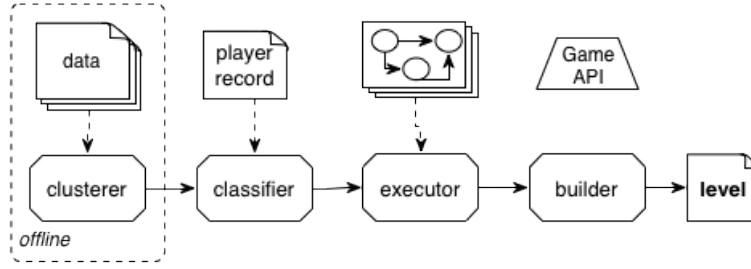 data
player
record
Game
API
clusterer
classifier
executor
builder
level
offline